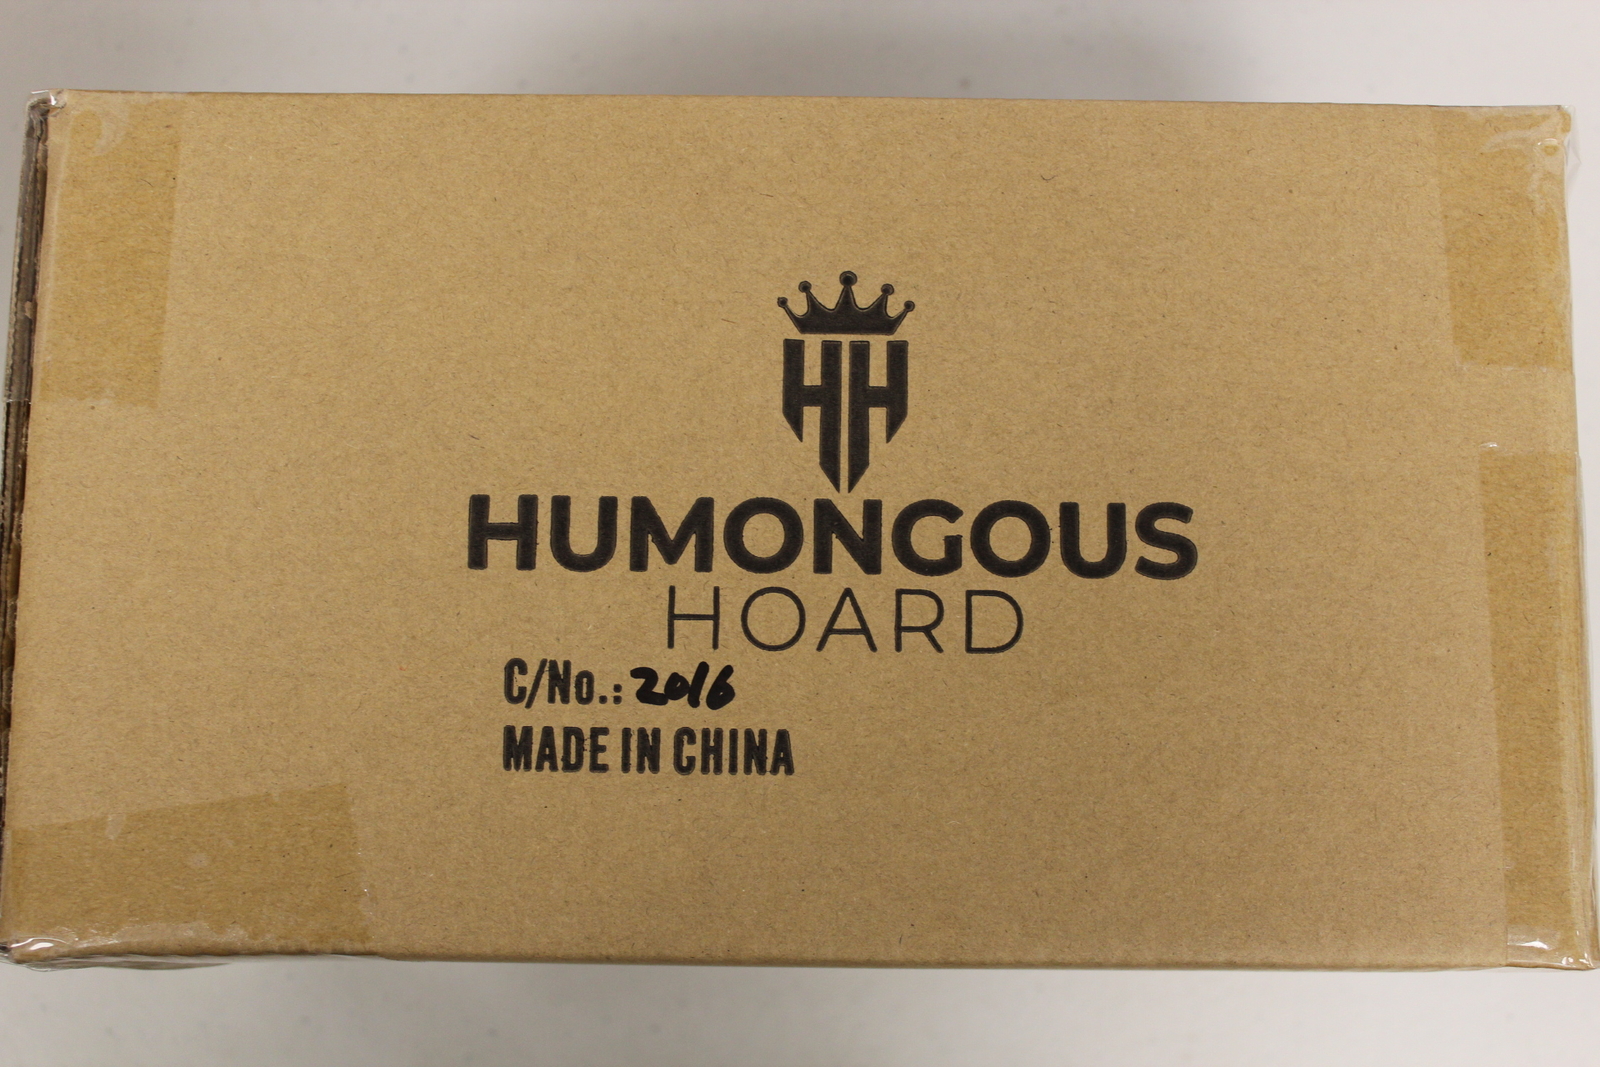 HH
HUMONGOUS
HOARD
C/No.: 2016
MADE IN CHINA